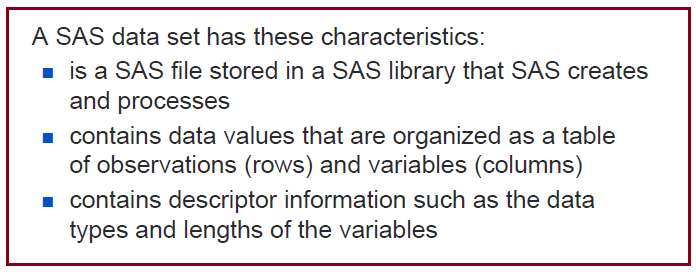 A SAS data set has these characteristics:
■ is a SAS file stored in a SAS library that SAS creates
and processes
■ contains data values that are organized as a table
of observations (rows) and variables (columns)
■ contains descriptor information such as the data
types and lengths of the variables